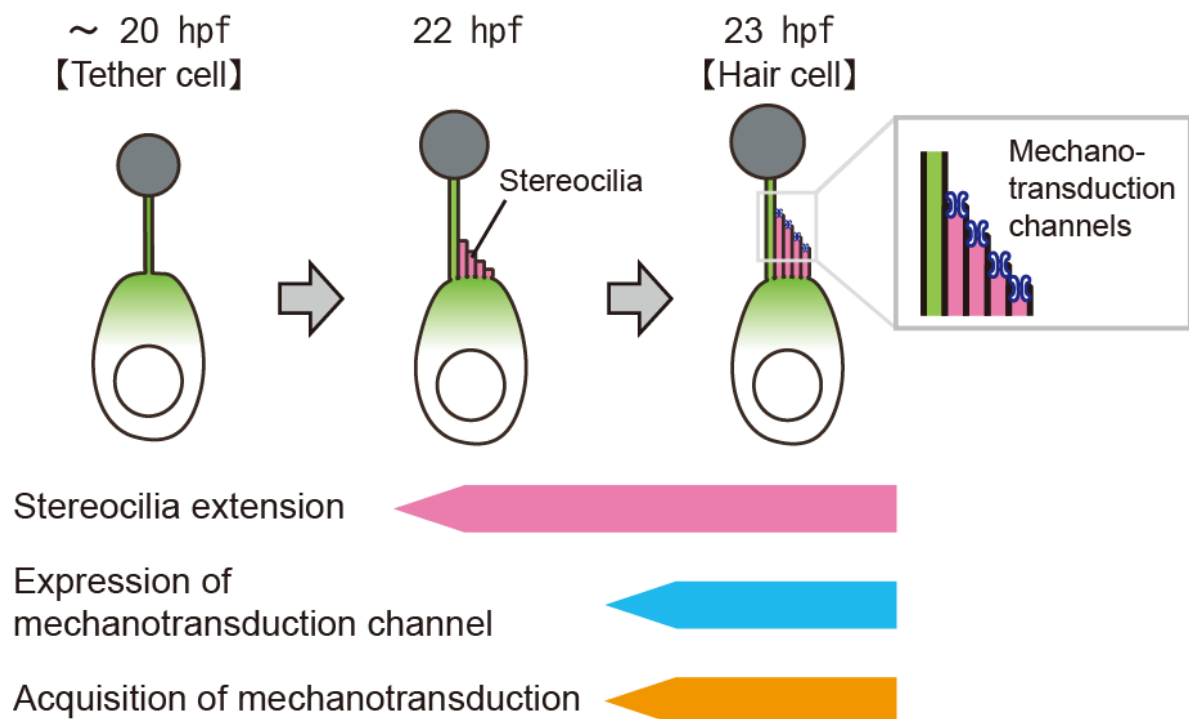 ～ 20 hpf
【Tether cell】
22 hpf
23 hpf
【Hair cell】
Stereocilia
Mechano-
transduction
channels
Stereocilia extension
Expression of
mechanotransduction channel
Acquisition of mechanotransduction